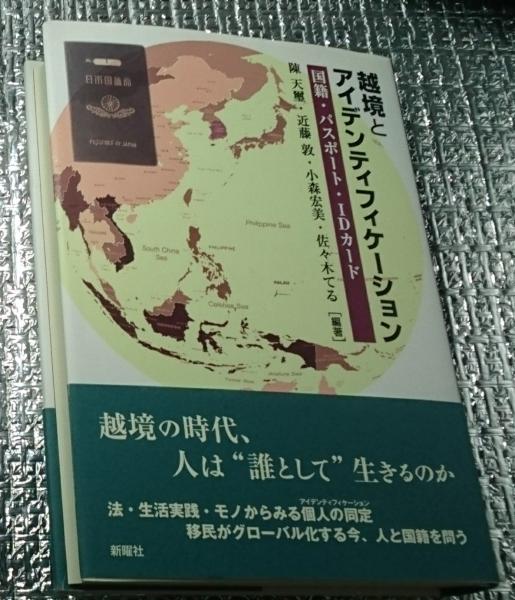 越境と
アイデンティフィケーション
国籍・パスポート・IDカード
陳 天璽・近藤 敦・小森宏美・佐々木てる
[編著]
日本国旅券
Philippine Sea
South China
Sea
PHILIPPINE
PALAU
Celebes Sea
越境の時代、
人は“誰として”生きるのか
アイデンティフィケーション
法・生活実践・モノからみる個人の同定
移民がグローバル化する今、人と国籍を問う
新曜社